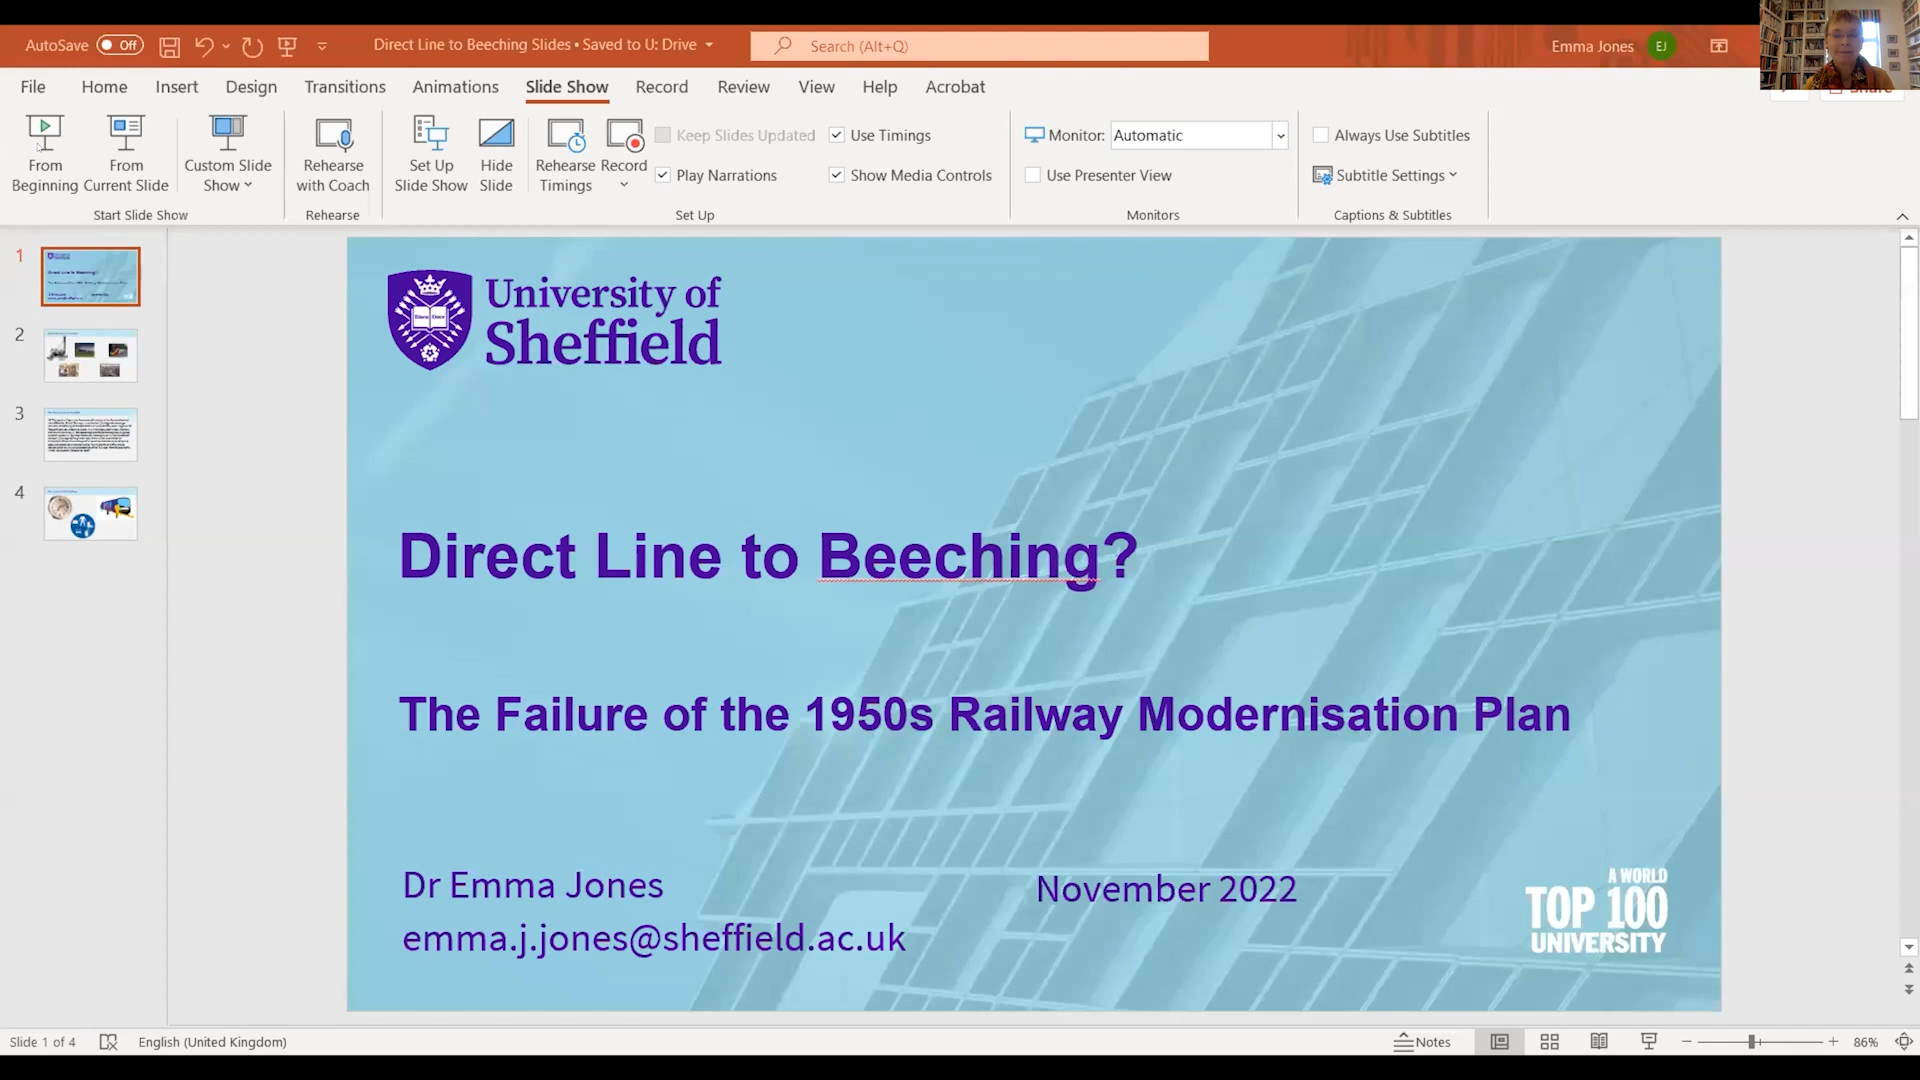 AutoSave Off
Direct Line to Beeching Slides • Saved to U: Drive
Search (Alt+Q)
Emma Jones EJ
File Home Insert Design Transitions Animations Slide Show Record Review View Help Acrobat
Share
From Beginning
From Current Slide
Custom Slide Show
Start Slide Show
Rehearse with Coach
Rehearse
Set Up Slide Show
Hide Slide
Rehearse Timings
Record
Keep Slides Updated
Use Timings
Play Narrations
Show Media Controls
Set Up
Monitor: Automatic
Use Presenter View
Monitors
Always Use Subtitles
Subtitle Settings
Captions & Subtitles
1
2
3
4
University of
Sheffield
Direct Line to Beeching?
The Failure of the 1950s Railway Modernisation Plan
Dr Emma Jones
November 2022
emma.j.jones@sheffield.ac.uk
A WORLD
TOP 100
UNIVERSITY
Slide 1 of 4
English (United Kingdom)
Notes
86%